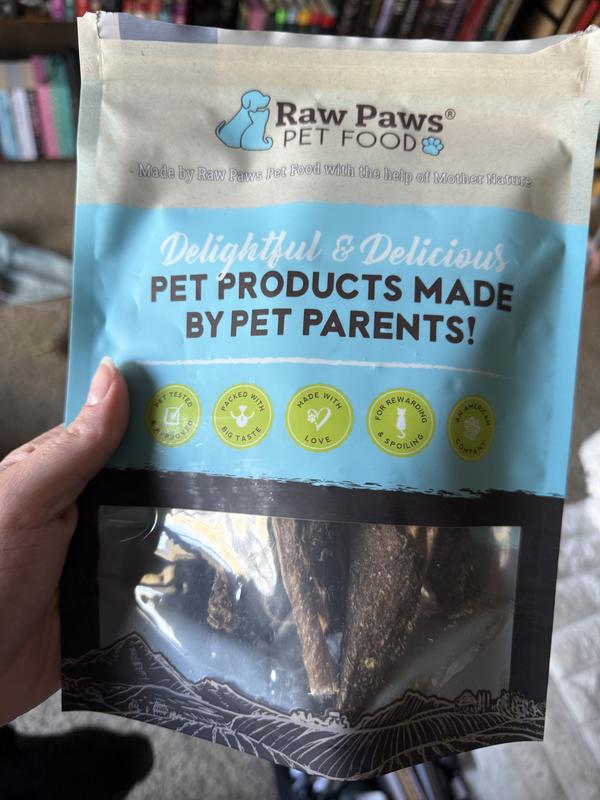 Raw Paws®
PET FOOD
Made by Raw Paws Pet Food with the help of Mother Nature
Delightful & Delicious
PET PRODUCTS MADE
BY PET PARENTS!
PET TESTED
& APPROVED
PACKED WITH
BIG TASTE
MADE WITH
LOVE
FOR REWARDING
& SPOILING
AN AMERICAN
COMPANY